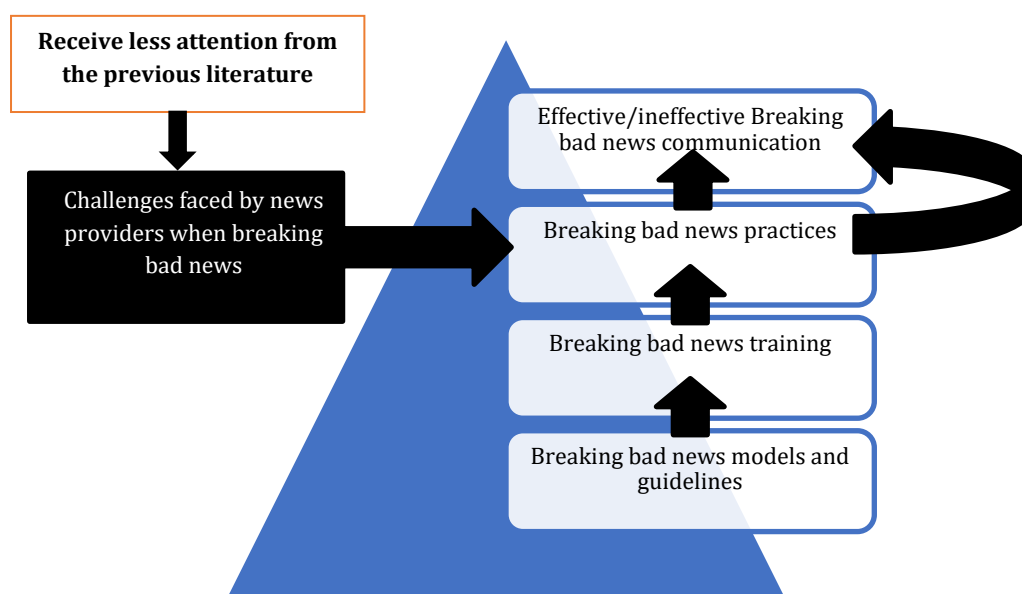 Receive less attention from
the previous literature
Challenges faced by news
providers when breaking
bad news
Effective/ineffective Breaking
bad news communication
Breaking bad news practices
Breaking bad news training
Breaking bad news models and
guidelines